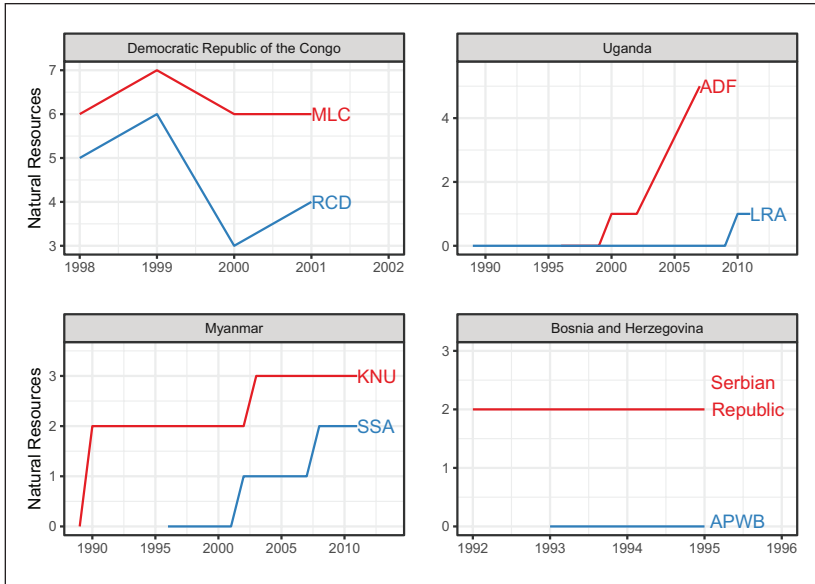 Democratic Republic of the Congo
Natural Resources
7
6
5
4
3
MLC
RCD
1998 1999 2000 2001 2002
Uganda
4
2
0
ADF
LRA
1990 1995 2000 2005 2010
Myanmar
Natural Resources
3
2
1
0
KNU
SSA
1990 1995 2000 2005 2010
Bosnia and Herzegovina
3
2
1
0
Serbian
Republic
APWB
1992 1993 1994 1995 1996